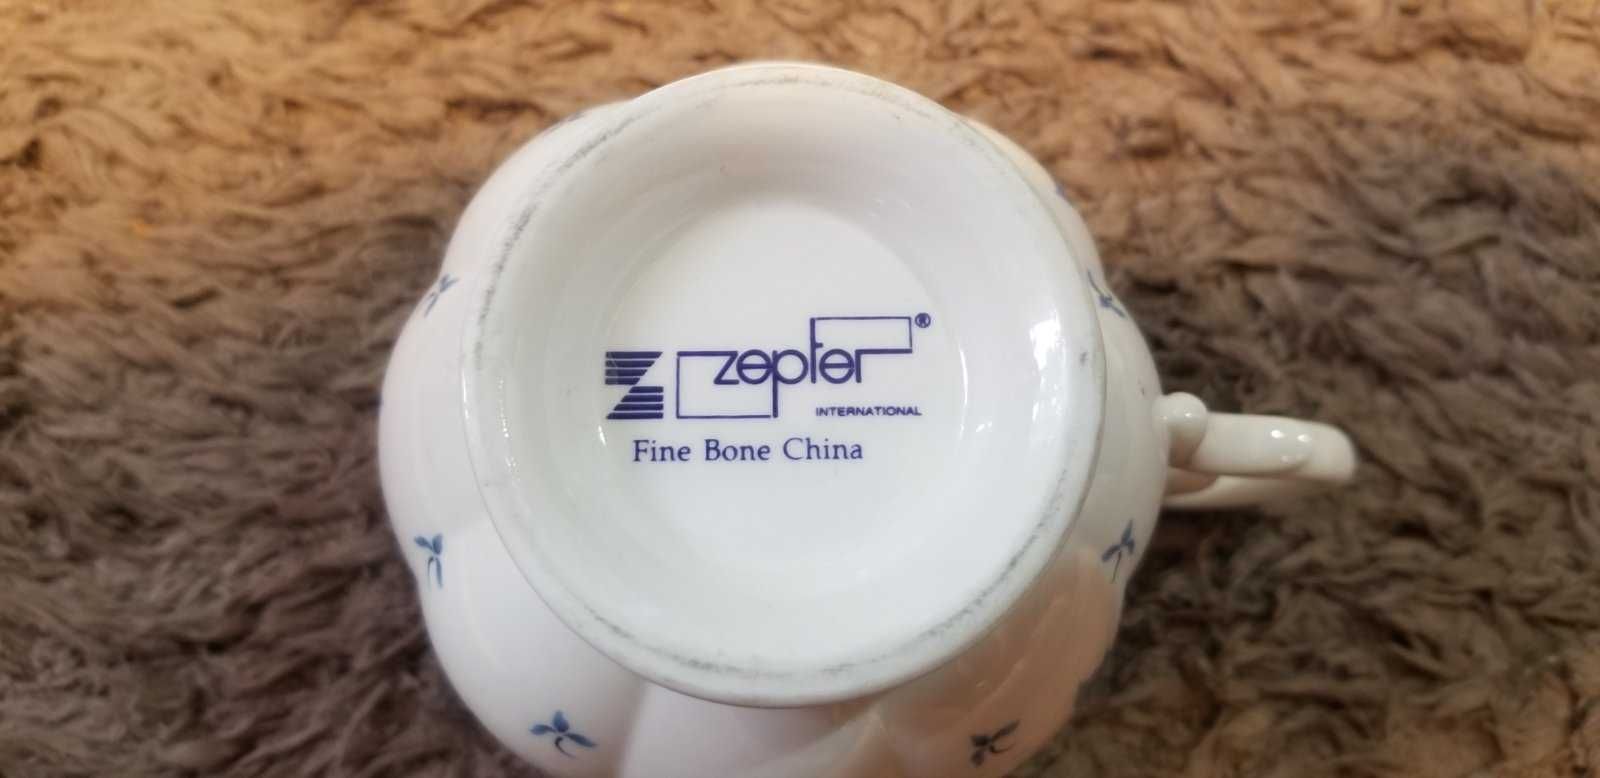 zepter®
INTERNATIONAL
Fine Bone China